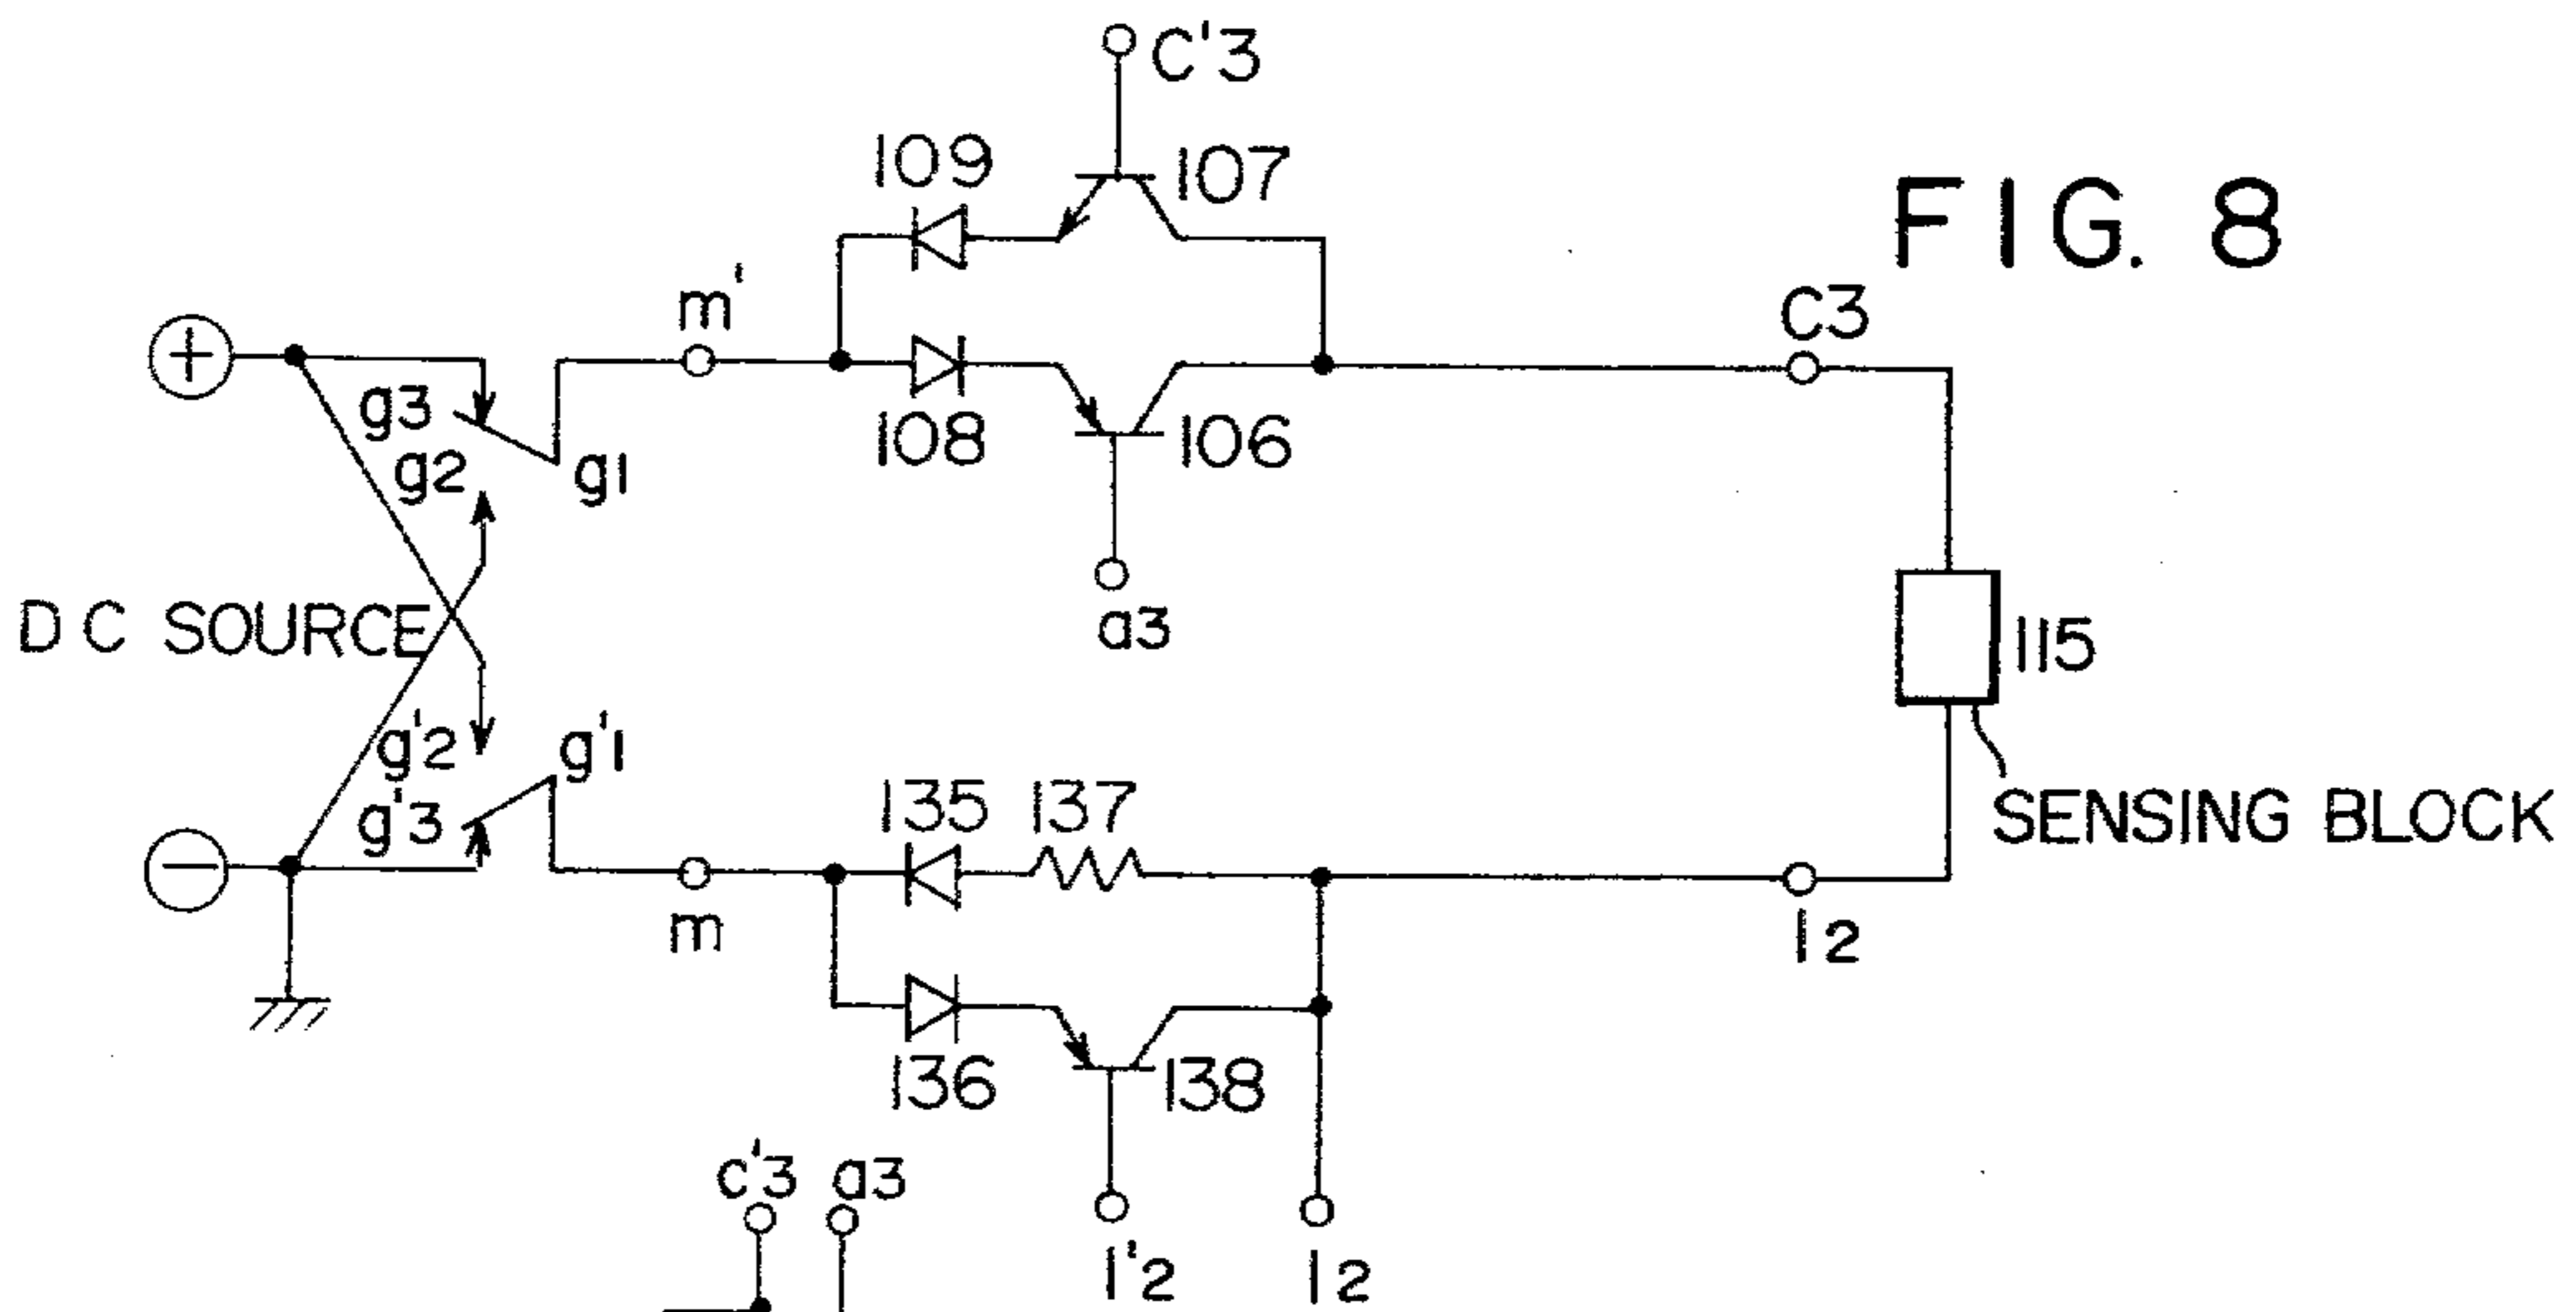 C'3
109
107
FIG. 8
m'
C3
+
g3
108
106
g2
g1
a3
DC SOURCE
115
g'2
g'1
135
137
SENSING BLOCK
g'3
−
m
l2
136
138
c'3
a3
l'2
l2